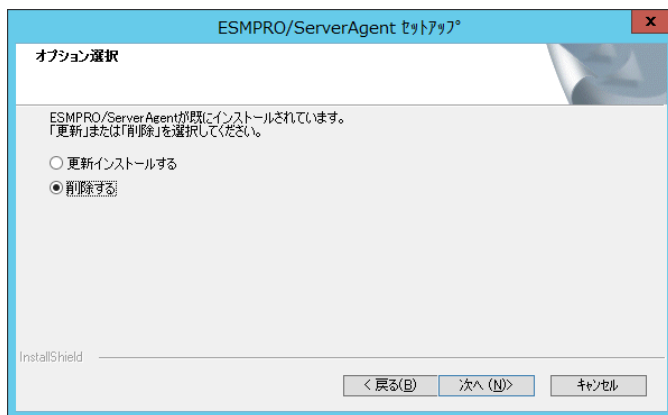 ESMPRO/ServerAgent ｾｯﾄｱｯﾌﾟ
x
オプション選択
ESMPRO/ServerAgentが既にインストールされています。
「更新」または「削除」を選択してください。
更新インストールする
削除する
InstallShield
< 戻る(B)
次へ (N)>
ｷｬﾝｾﾙ